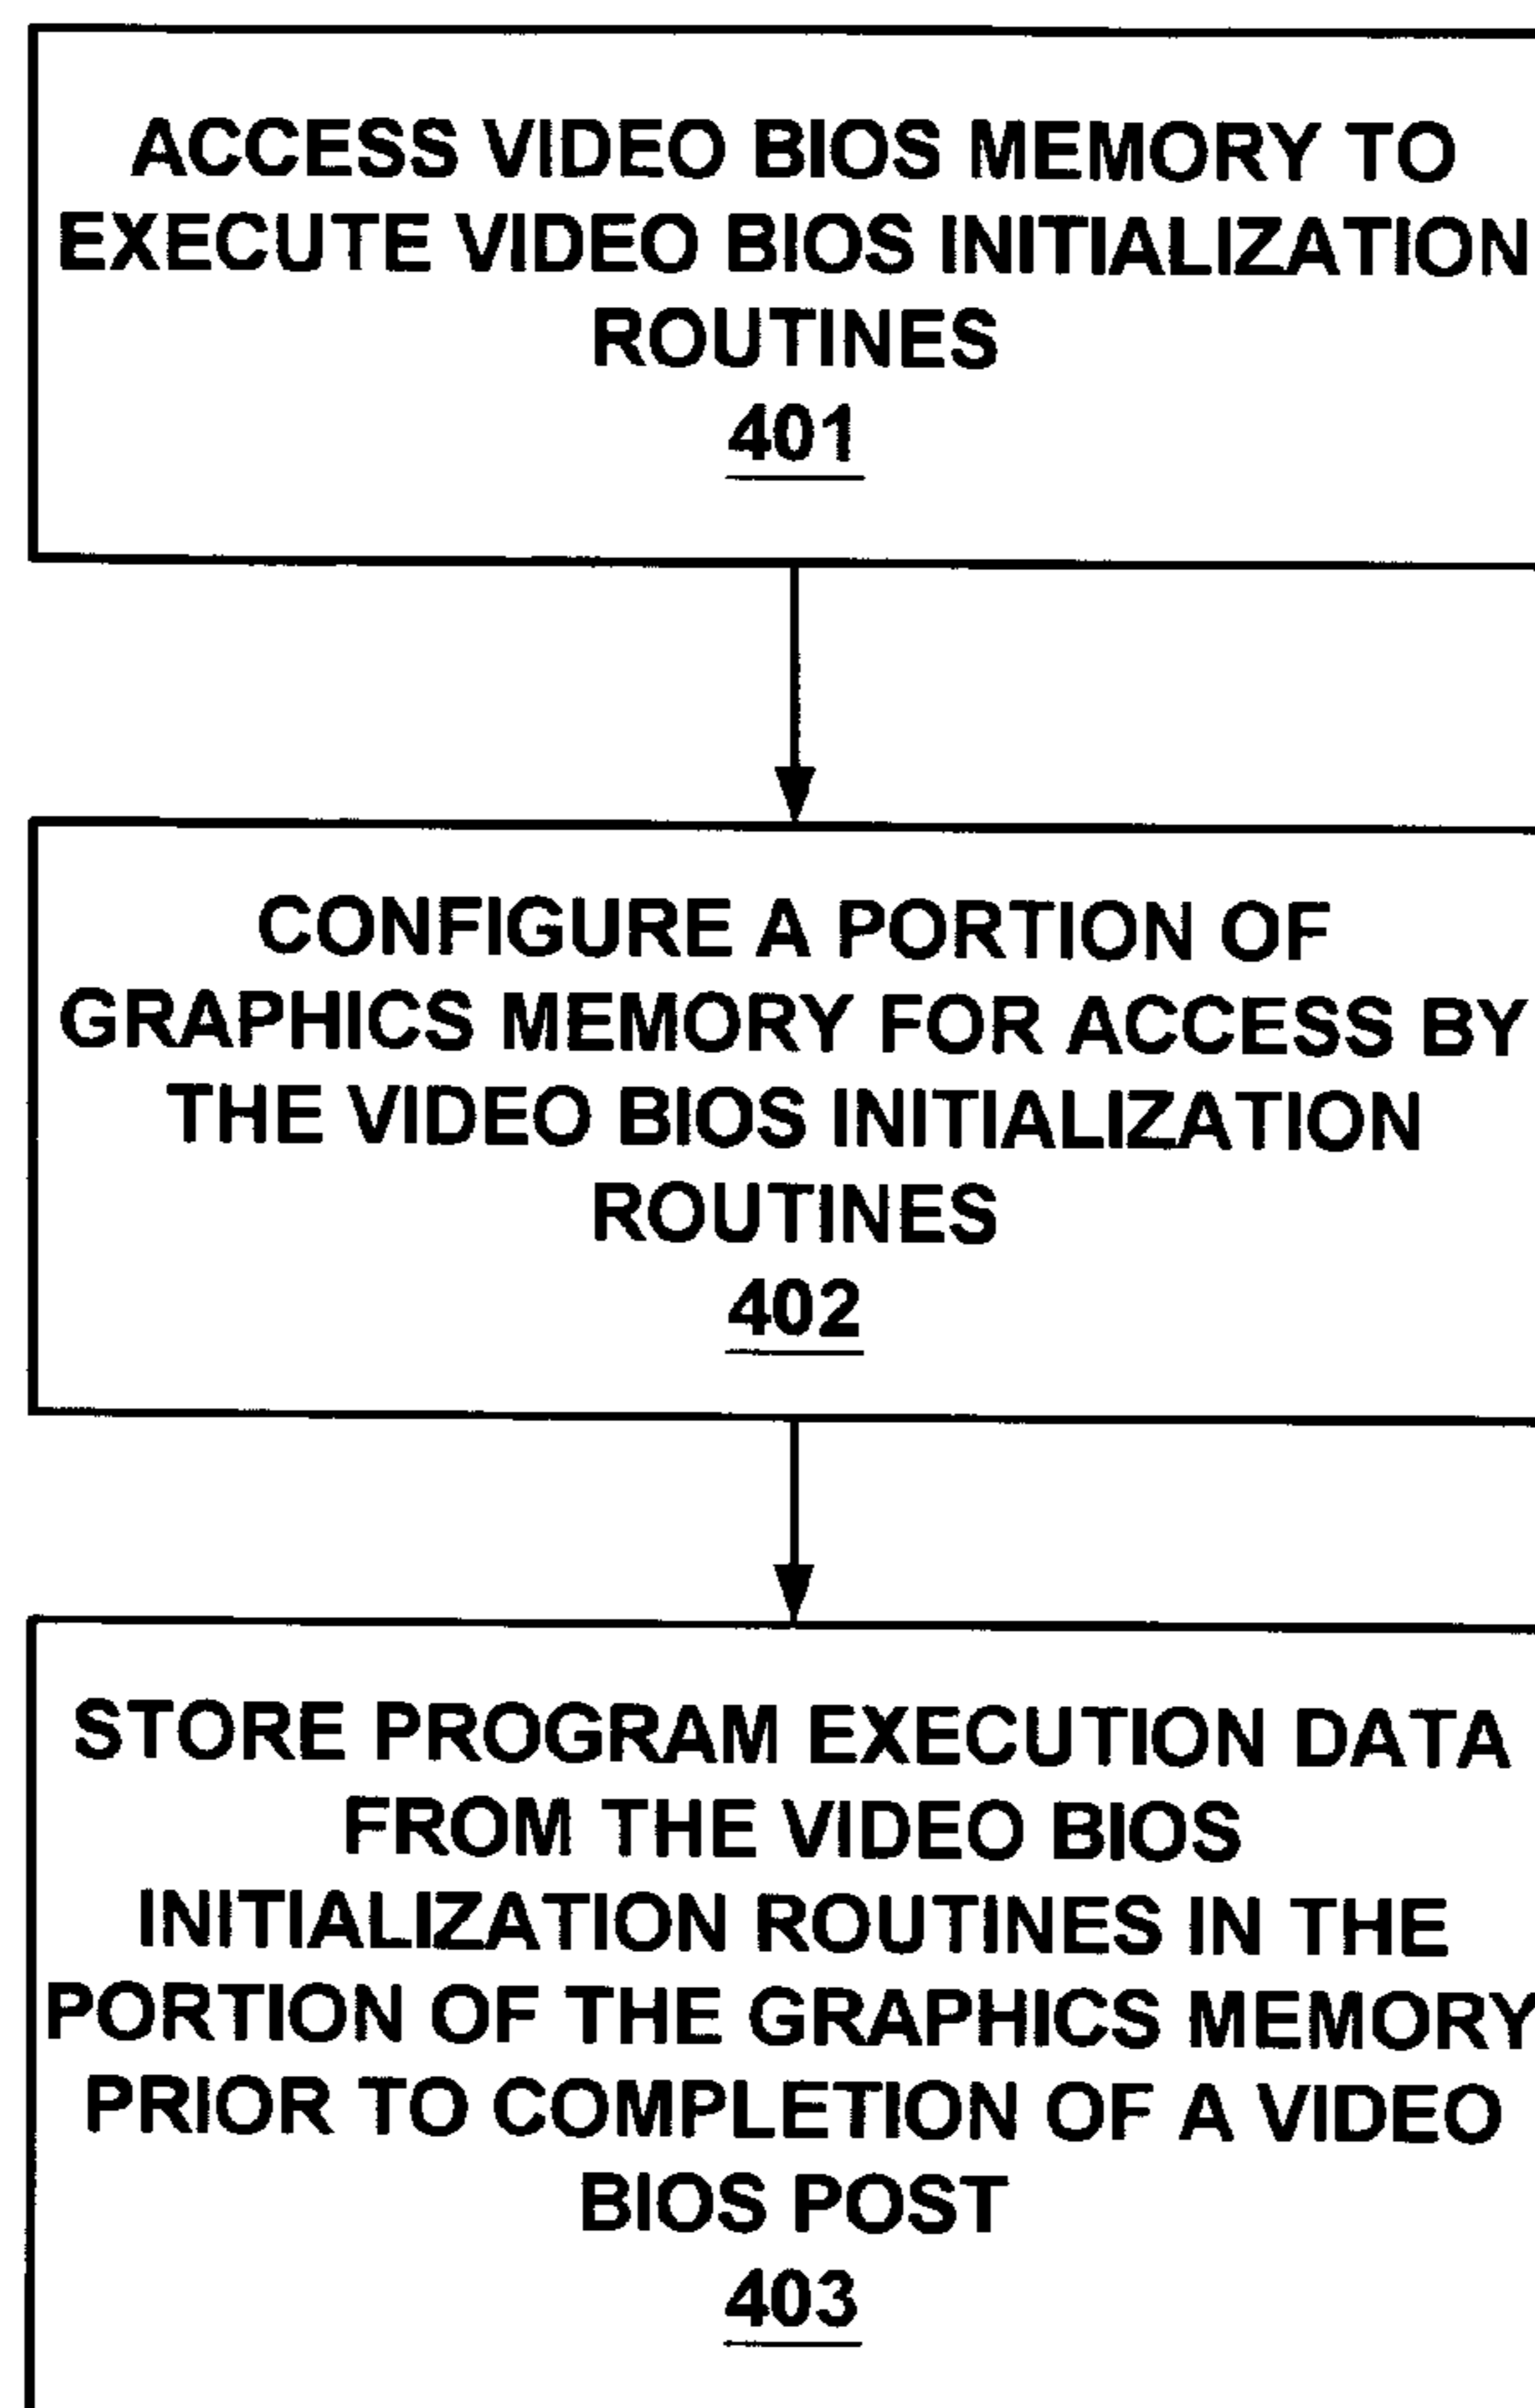 ACCESS VIDEO BIOS MEMORY TO
EXECUTE VIDEO BIOS INITIALIZATION
ROUTINES
401
CONFIGURE A PORTION OF
GRAPHICS MEMORY FOR ACCESS BY
THE VIDEO BIOS INITIALIZATION
ROUTINES
402
STORE PROGRAM EXECUTION DATA
FROM THE VIDEO BIOS
INITIALIZATION ROUTINES IN THE
PORTION OF THE GRAPHICS MEMORY
PRIOR TO COMPLETION OF A VIDEO
BIOS POST
403